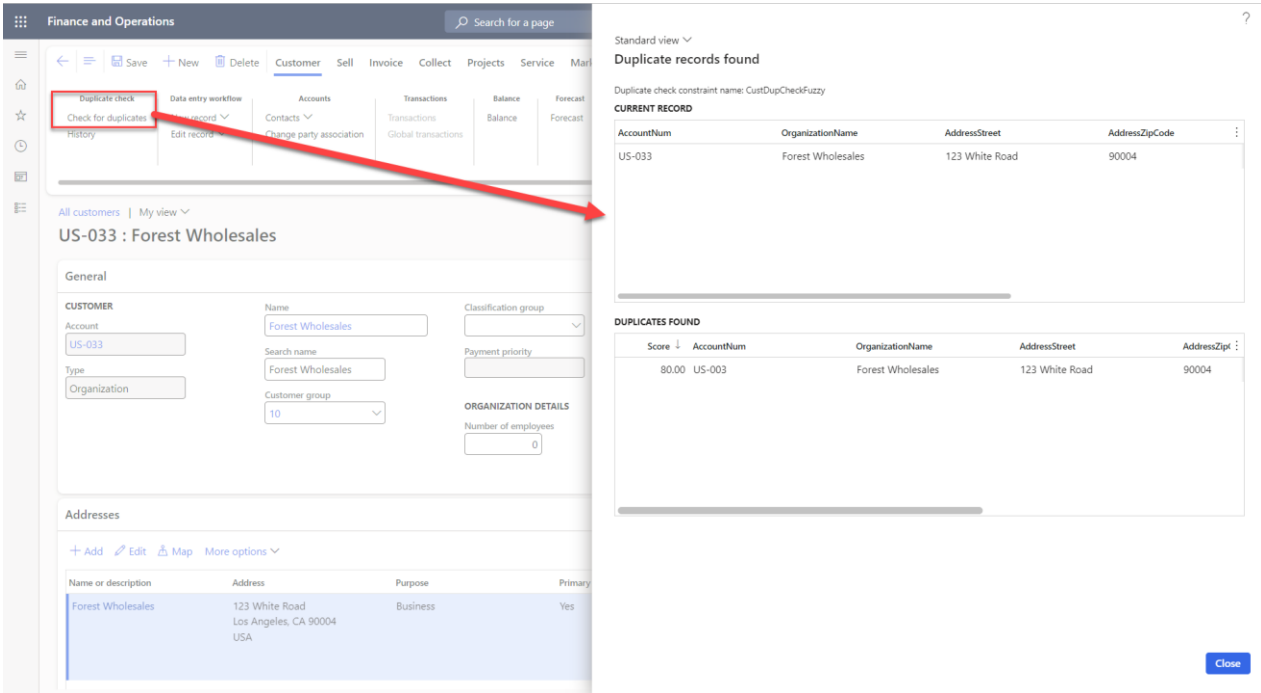 Finance and Operations
Search for a page
Save
New
Delete
Customer
Sell
Invoice
Collect
Projects
Service
Mar
Duplicate check
Check for duplicates
History
Data entry workflow
record
Edit record
Accounts
Contacts
Change party association
Transactions
Transactions
Global transactions
Balance
Balance
Forecast
Forecast
All customers | My view
US-033 : Forest Wholesales
General
CUSTOMER
Account
US-033
Type
Organization
Name
Forest Wholesales
Search name
Forest Wholesales
Customer group
10
Classification group
Payment priority
ORGANIZATION DETAILS
Number of employees
0
Addresses
Add
Edit
Map
More options
Name or description Address Purpose Primary
Forest Wholesales 123 White Road Business Yes
Los Angeles, CA 90004
USA
?
Standard view
Duplicate records found
Duplicate check constraint name: CustDupCheckFuzzy
CURRENT RECORD
AccountNum OrganizationName AddressStreet AddressZipCode
US-033 Forest Wholesales 123 White Road 90004
DUPLICATES FOUND
Score AccountNum OrganizationName AddressStreet AddressZip
80.00 US-003 Forest Wholesales 123 White Road 90004
Close